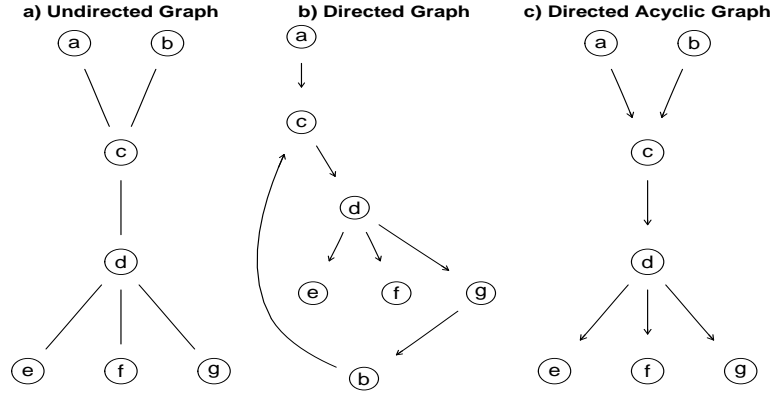 a) Undirected Graph
a b
c
d
e f g
b) Directed Graph
a
c
d
e f g
b
c) Directed Acyclic Graph
a b
c
d
e f g